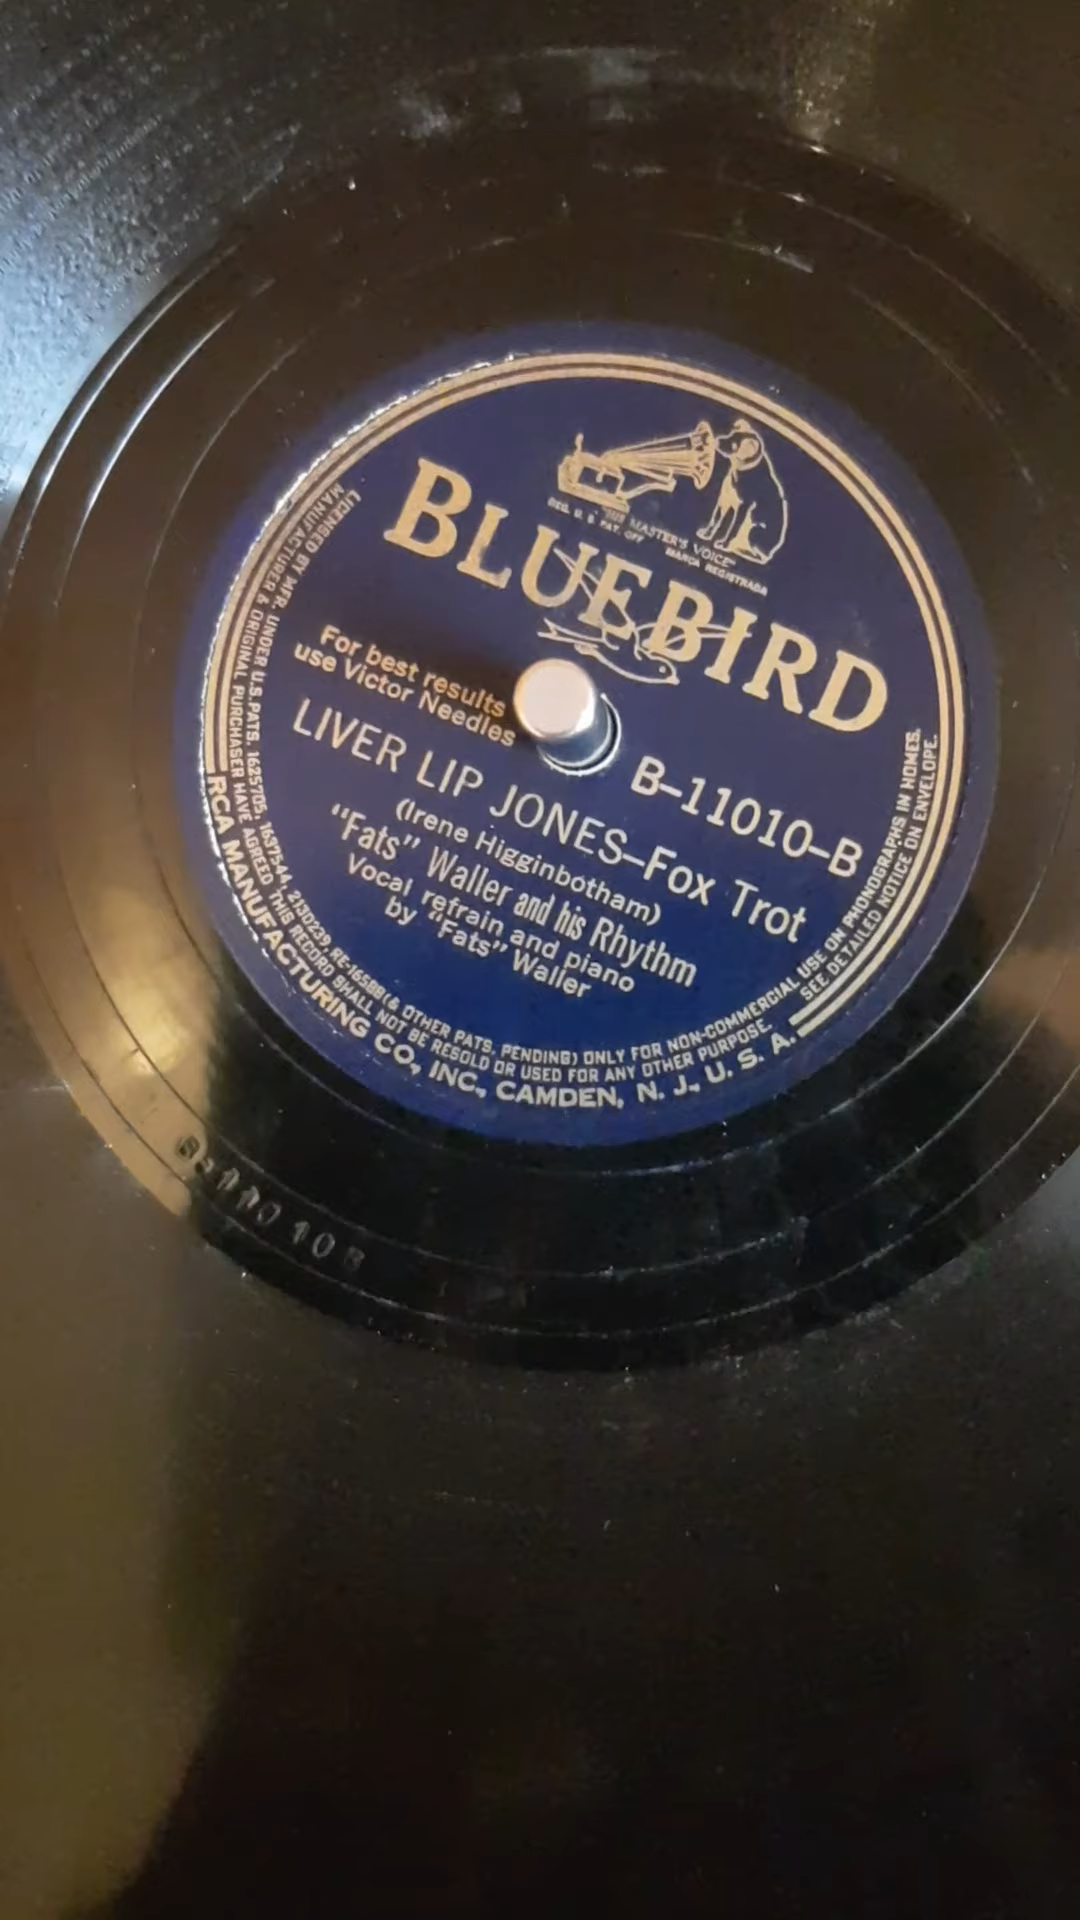 "HIS MASTER'S VOICE"
REG. U. S. PAT. OFF. MARCA REGISTRADA
BLUEBIRD
For best results
use Victor Needles
B-11010-B
LIVER LIP JONES-Fox Trot
(Irene Higginbotham)
"Fats" Waller and his Rhythm
Vocal refrain and piano
by "Fats" Waller
LICENSED BY MFR. UNDER U.S. PATS. 1625705, 1637544, 2130239, RE-16588 (& OTHER PATS. PENDING) ONLY FOR NON-COMMERCIAL USE ON PHONOGRAPHS IN HOMES.
MANUFACTURER & ORIGINAL PURCHASER HAVE AGREED THIS RECORD SHALL NOT BE RESOLD OR USED FOR ANY OTHER PURPOSE. SEE DETAILED NOTICE ON ENVELOPE.
RCA MANUFACTURING CO., INC., CAMDEN, N. J., U. S. A.